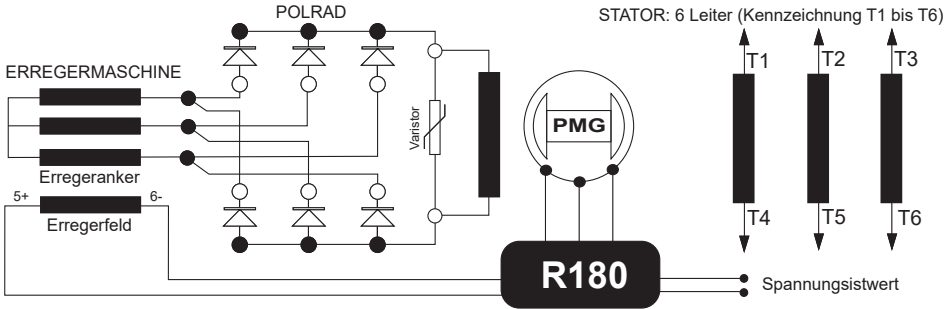 POLRAD
STATOR: 6 Leiter (Kennzeichnung T1 bis T6)
ERREGERMASCHINE
T1
T2
T3
Varistor
PMG
Erregeranker
5+
6-
Erregerfeld
T4
T5
T6
R180
Spannungsistwert